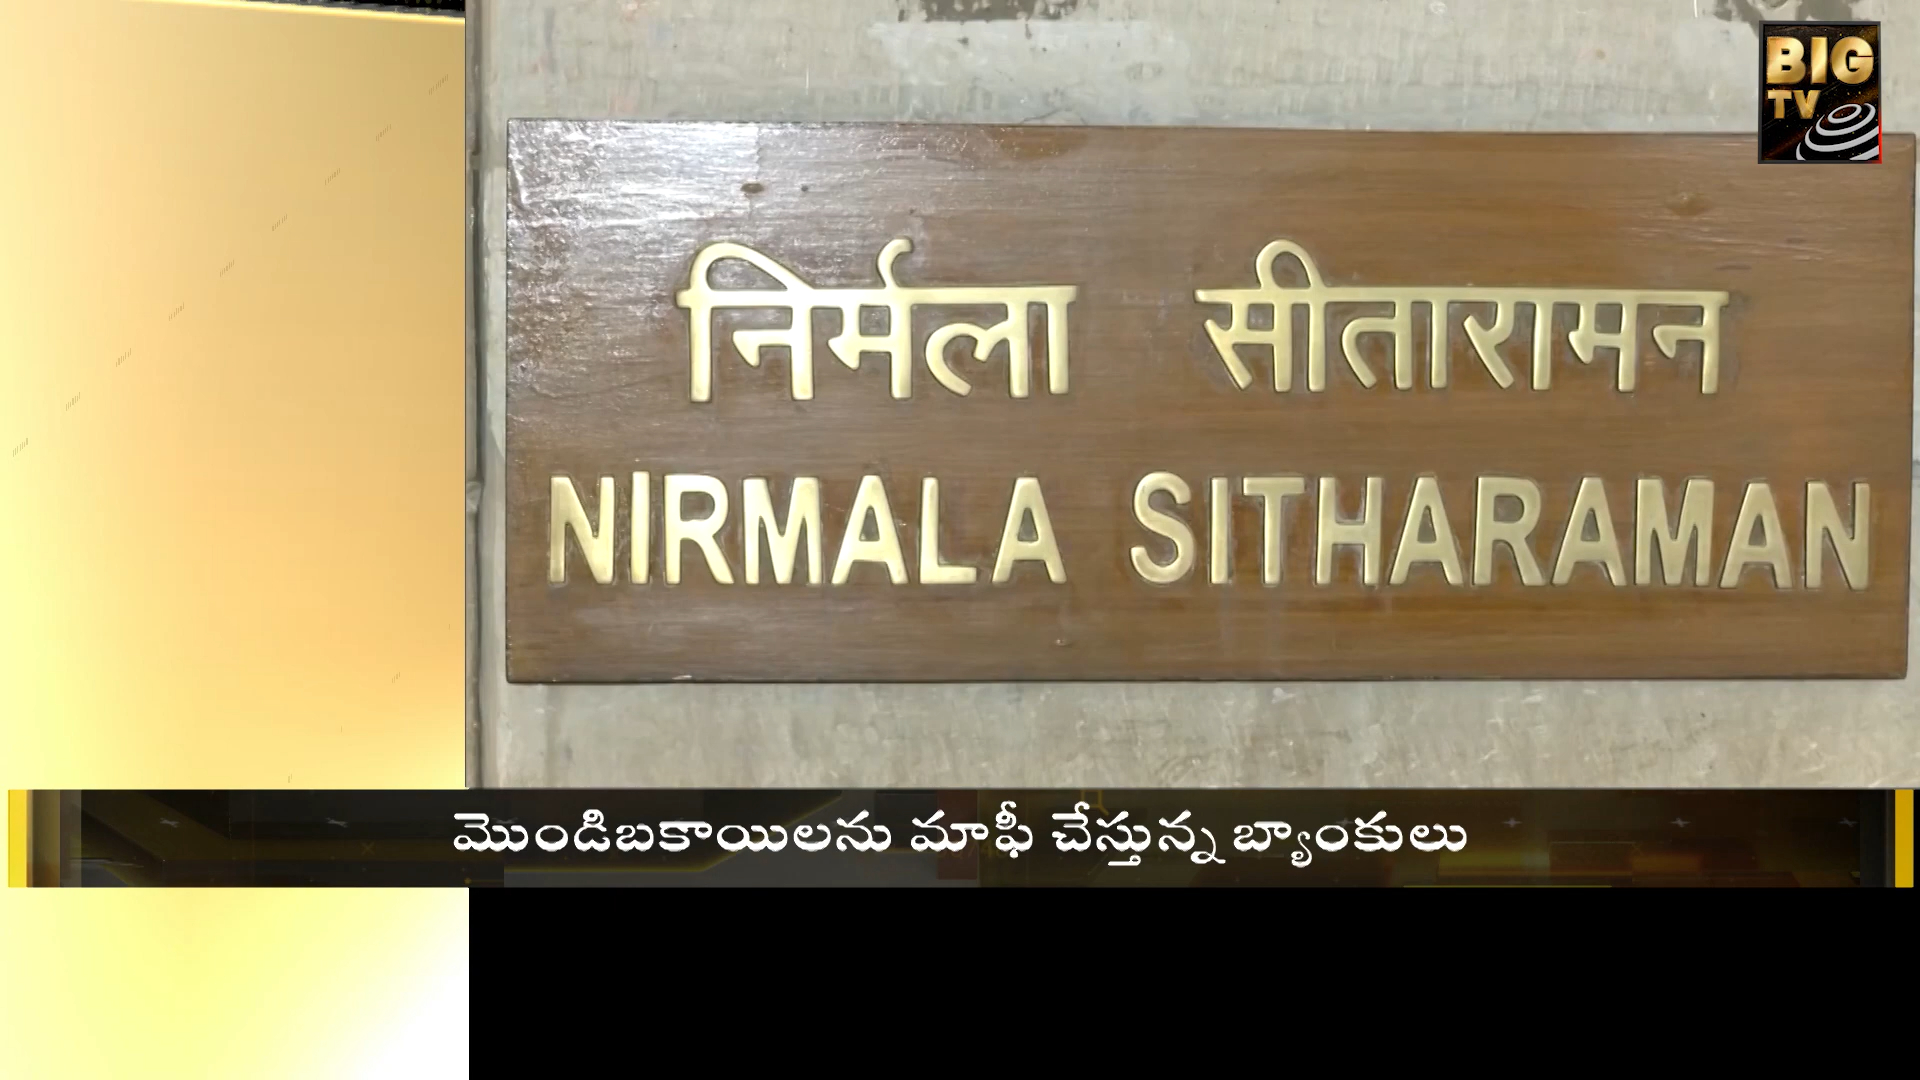 BIG
TV
निर्मला सीतारामन
NIRMALA SITHARAMAN
మొండిబకాయిలను మాఫీ చేస్తున్న బ్యాంకులు